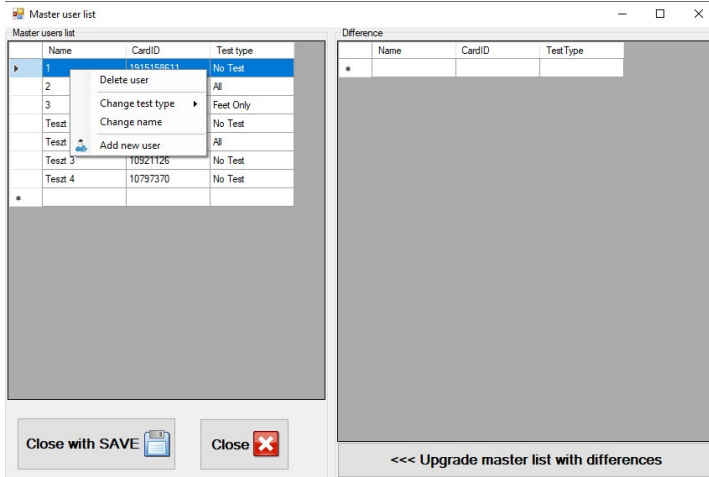 Master user list
Master users list
Name CardID Test type
1 1915158611 No Test
2 All
3 Feet Only
Teszt No Test
Teszt All
Teszt 3 10921126 No Test
Teszt 4 10797370 No Test
Delete user
Change test type
Change name
Add new user
Close with SAVE
Close
Difference
Name CardID TestType
<<< Upgrade master list with differences